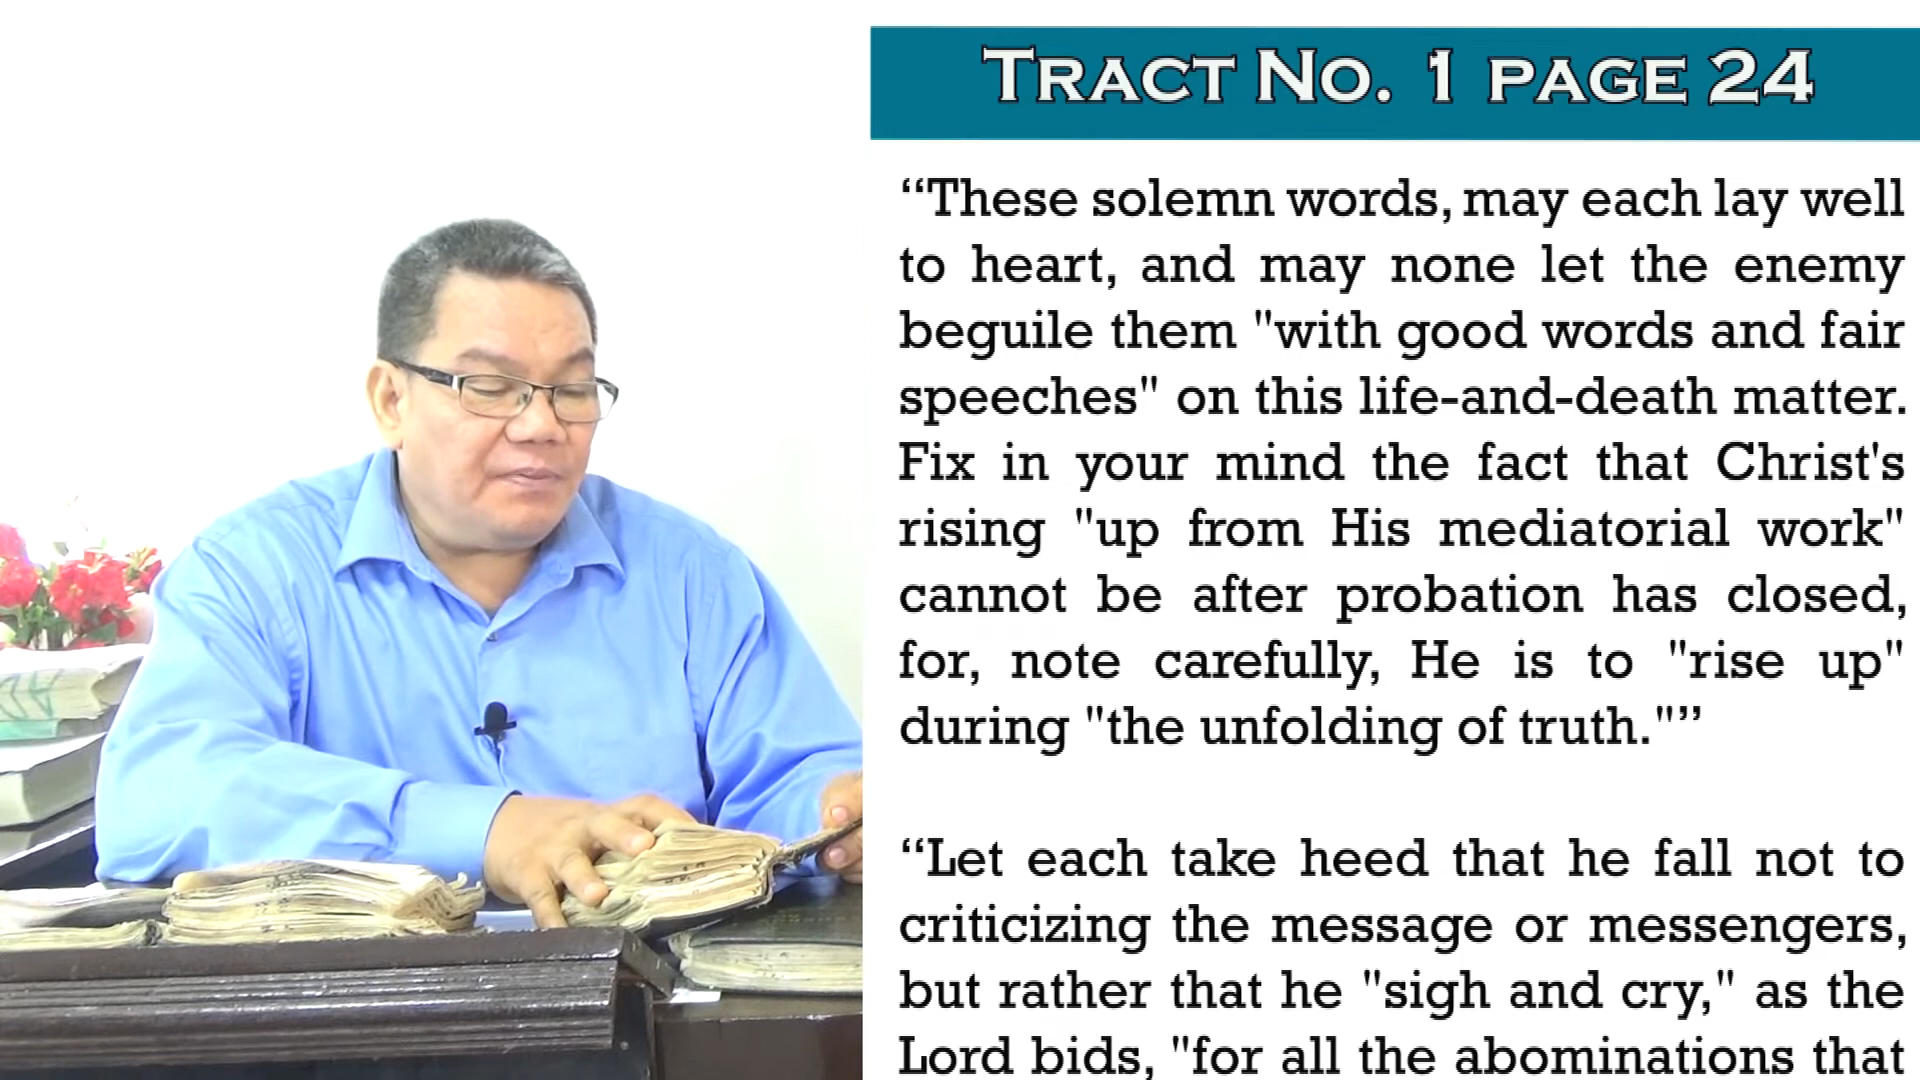 TRACT NO. 1 PAGE 24
“These solemn words, may each lay well
to heart, and may none let the enemy
beguile them "with good words and fair
speeches" on this life-and-death matter.
Fix in your mind the fact that Christ's
rising "up from His mediatorial work"
cannot be after probation has closed,
for, note carefully, He is to "rise up"
during "the unfolding of truth."”
“Let each take heed that he fall not to
criticizing the message or messengers,
but rather that he "sigh and cry," as the
Lord bids, "for all the abominations that